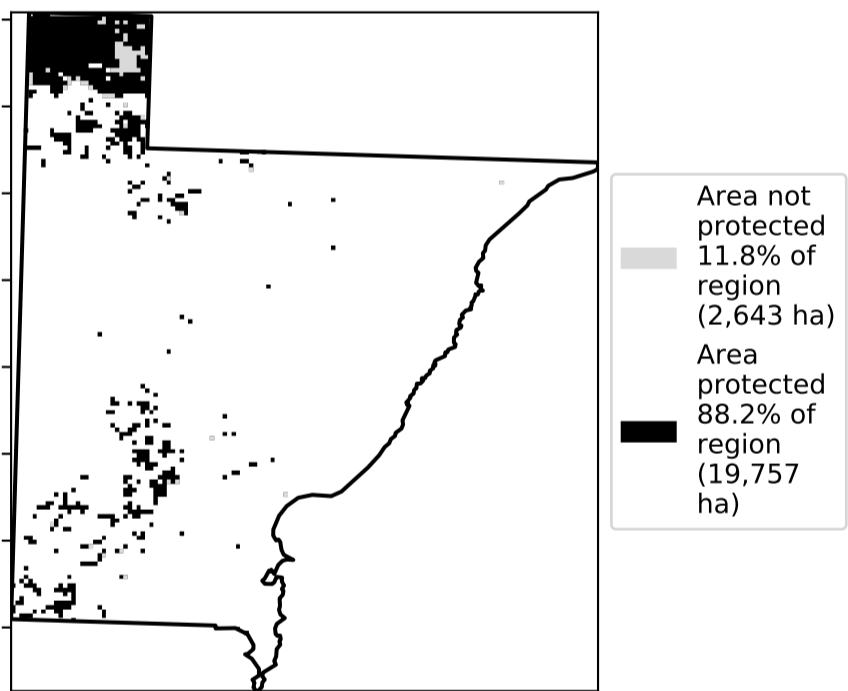 Area not
protected
11.8% of
region
(2,643 ha)
Area
protected
88.2% of
region
(19,757
ha)